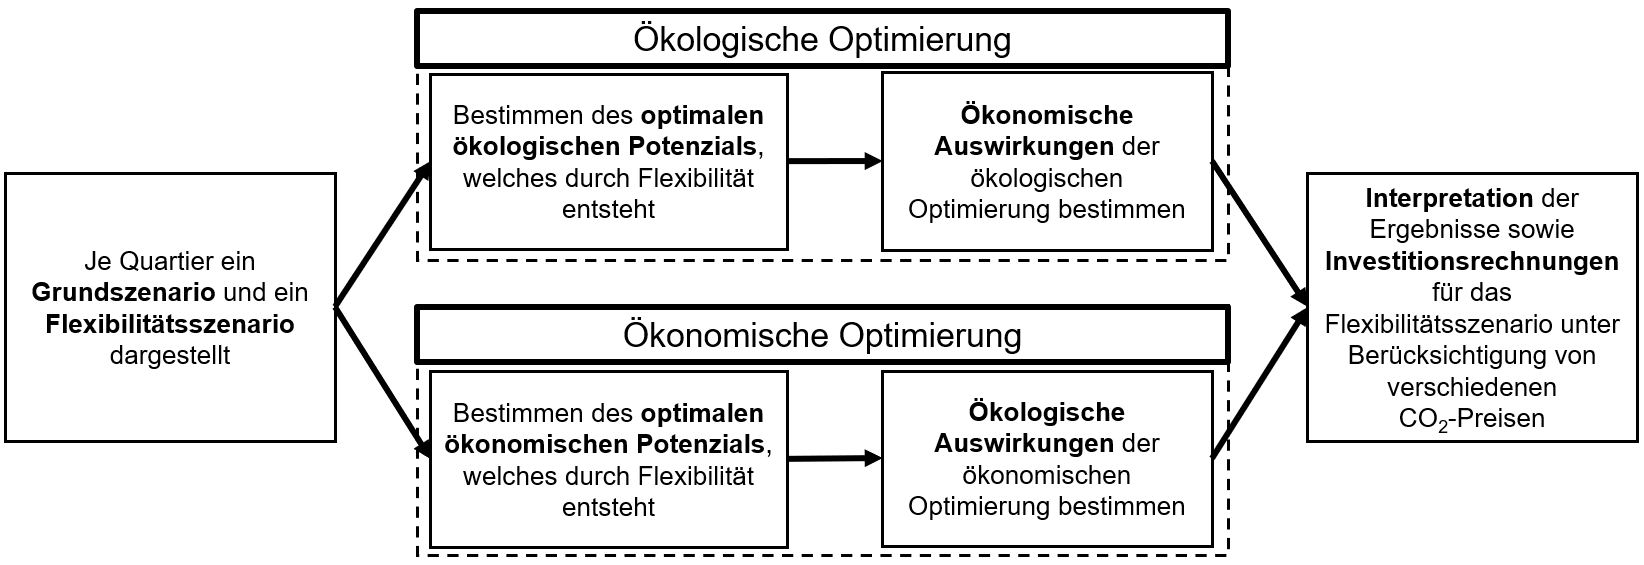 Je Quartier ein
Grundszenario und ein
Flexibilitätsszenario
dargestellt
Ökologische Optimierung
Bestimmen des optimalen
ökologischen Potenzials,
welches durch Flexibilität
entsteht
Ökonomische
Auswirkungen der
ökologischen
Optimierung bestimmen
Ökonomische Optimierung
Bestimmen des optimalen
ökonomischen Potenzials,
welches durch Flexibilität
entsteht
Ökologische
Auswirkungen der
ökonomischen
Optimierung bestimmen
Interpretation der
Ergebnisse sowie
Investitionsrechnungen
für das
Flexibilitätsszenario unter
Berücksichtigung von
verschiedenen
CO₂-Preisen